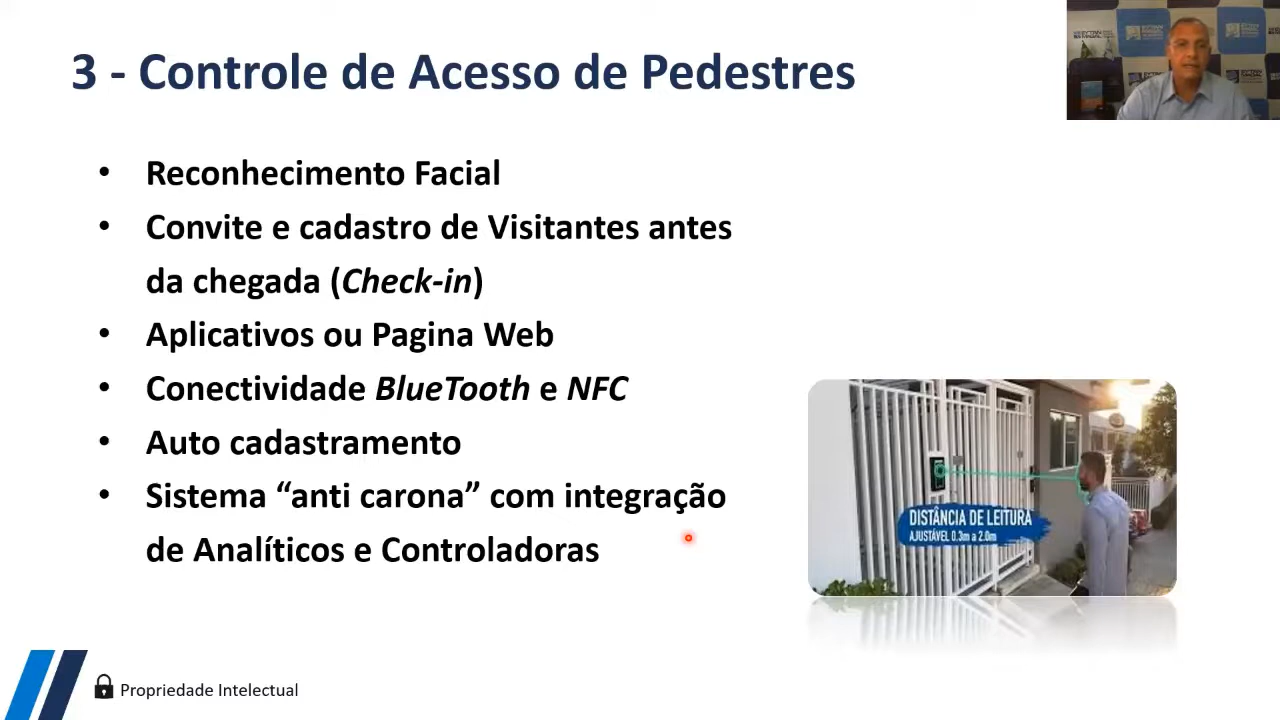 3 - Controle de Acesso de Pedestres
• Reconhecimento Facial
• Convite e cadastro de Visitantes antes
da chegada (Check-in)
• Aplicativos ou Pagina Web
• Conectividade BlueTooth e NFC
• Auto cadastramento
• Sistema “anti carona” com integração
de Analíticos e Controladoras
DISTÂNCIA DE LEITURA
AJUSTÁVEL 0.3m a 2.0m
Propriedade Intelectual